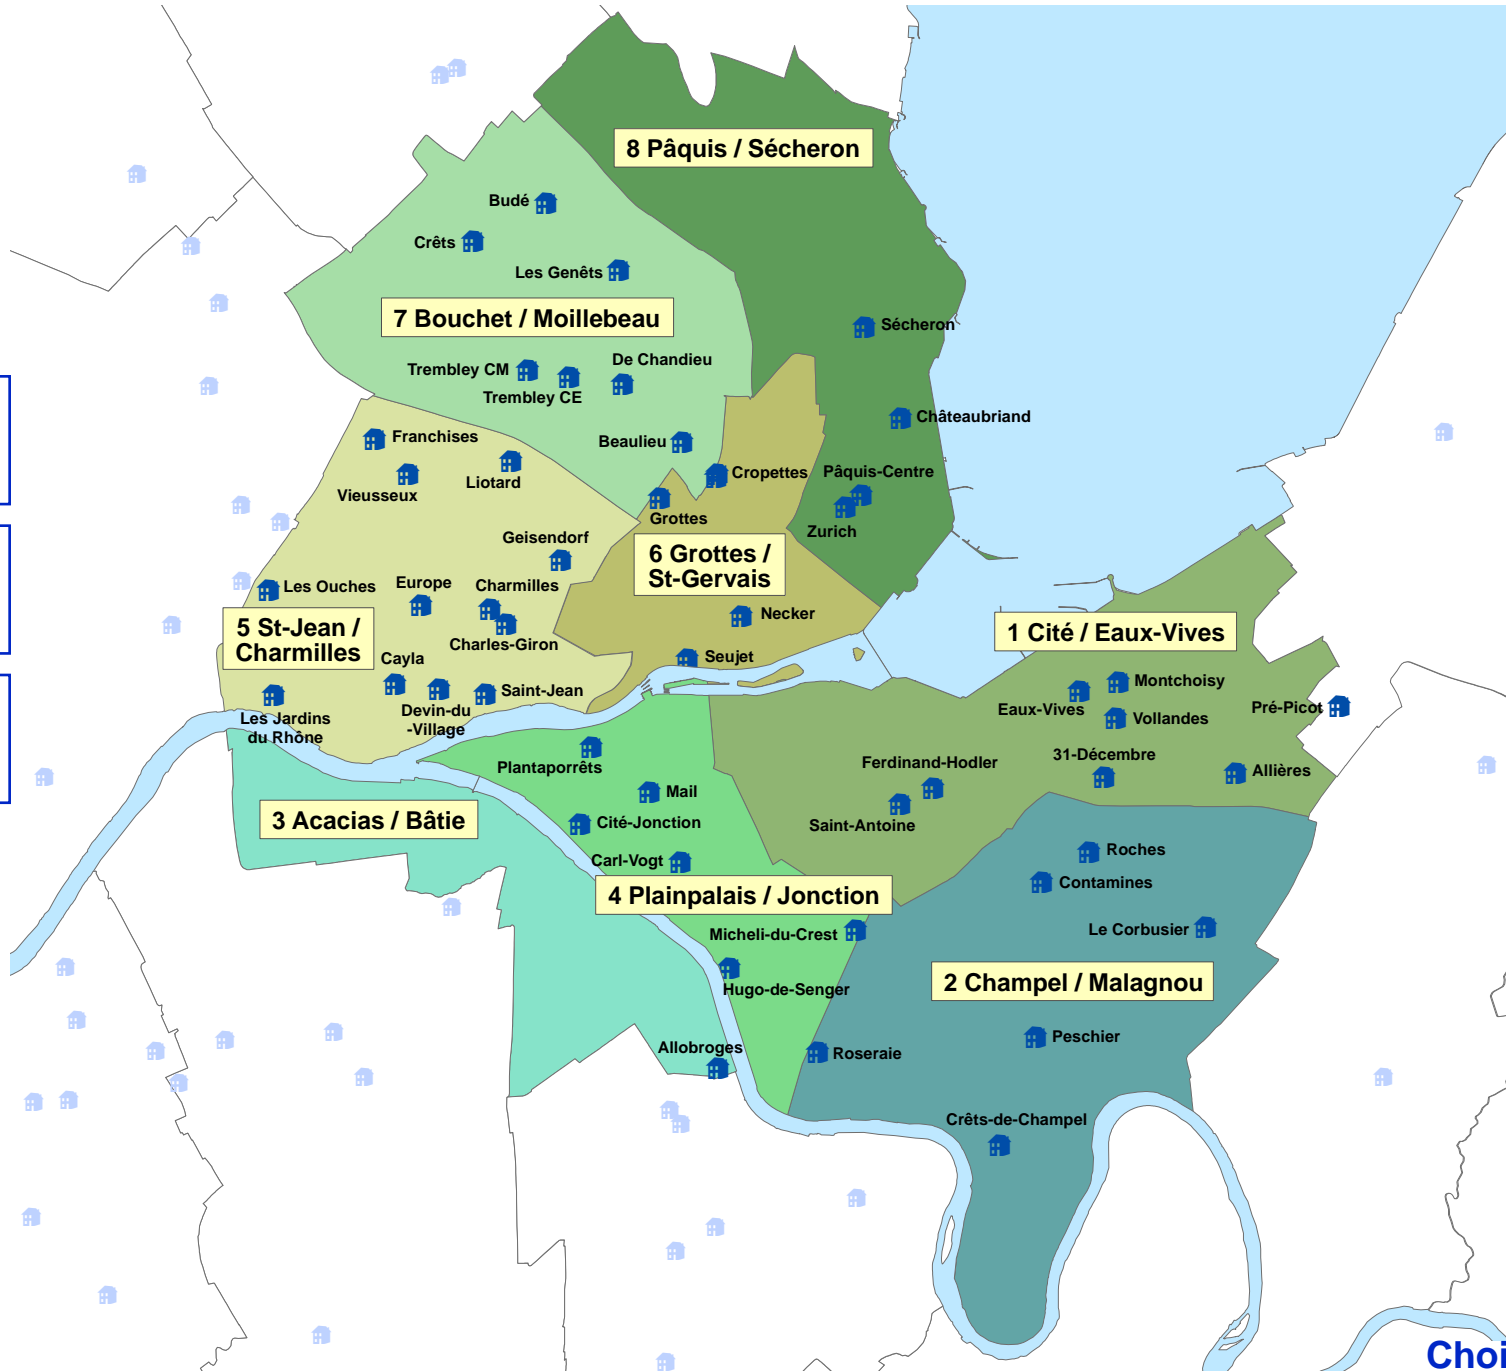 8 Pâquis / Sécheron
Budé
Crêts
Les Genêts
7 Bouchet / Moillebeau
Sécheron
De Chandieu
Trembley CM
Trembley CE
Châteaubriand
Franchises
Beaulieu
Cropettes
Pâquis-Centre
Liotard
Vieusseux
Grottes
Zurich
Geisendorf
6 Grottes /
St-Gervais
Les Ouches
Europe
Charmilles
Necker
5 St-Jean /
Charmilles
1 Cité / Eaux-Vives
Charles-Giron
Cayla
Seujet
Saint-Jean
Montchoisy
Devin-du
-Village
Eaux-Vives
Pré-Picot
Les Jardins
du Rhône
Vollandes
31-Décembre
Plantaporrêts
Ferdinand-Hodler
Allières
Mail
3 Acacias / Bâtie
Cité-Jonction
Saint-Antoine
Carl-Vogt
Roches
Contamines
4 Plainpalais / Jonction
Le Corbusier
Micheli-du-Crest
Hugo-de-Senger
2 Champel / Malagnou
Peschier
Allobroges
Roseraie
Crêts-de-Champel
Choi